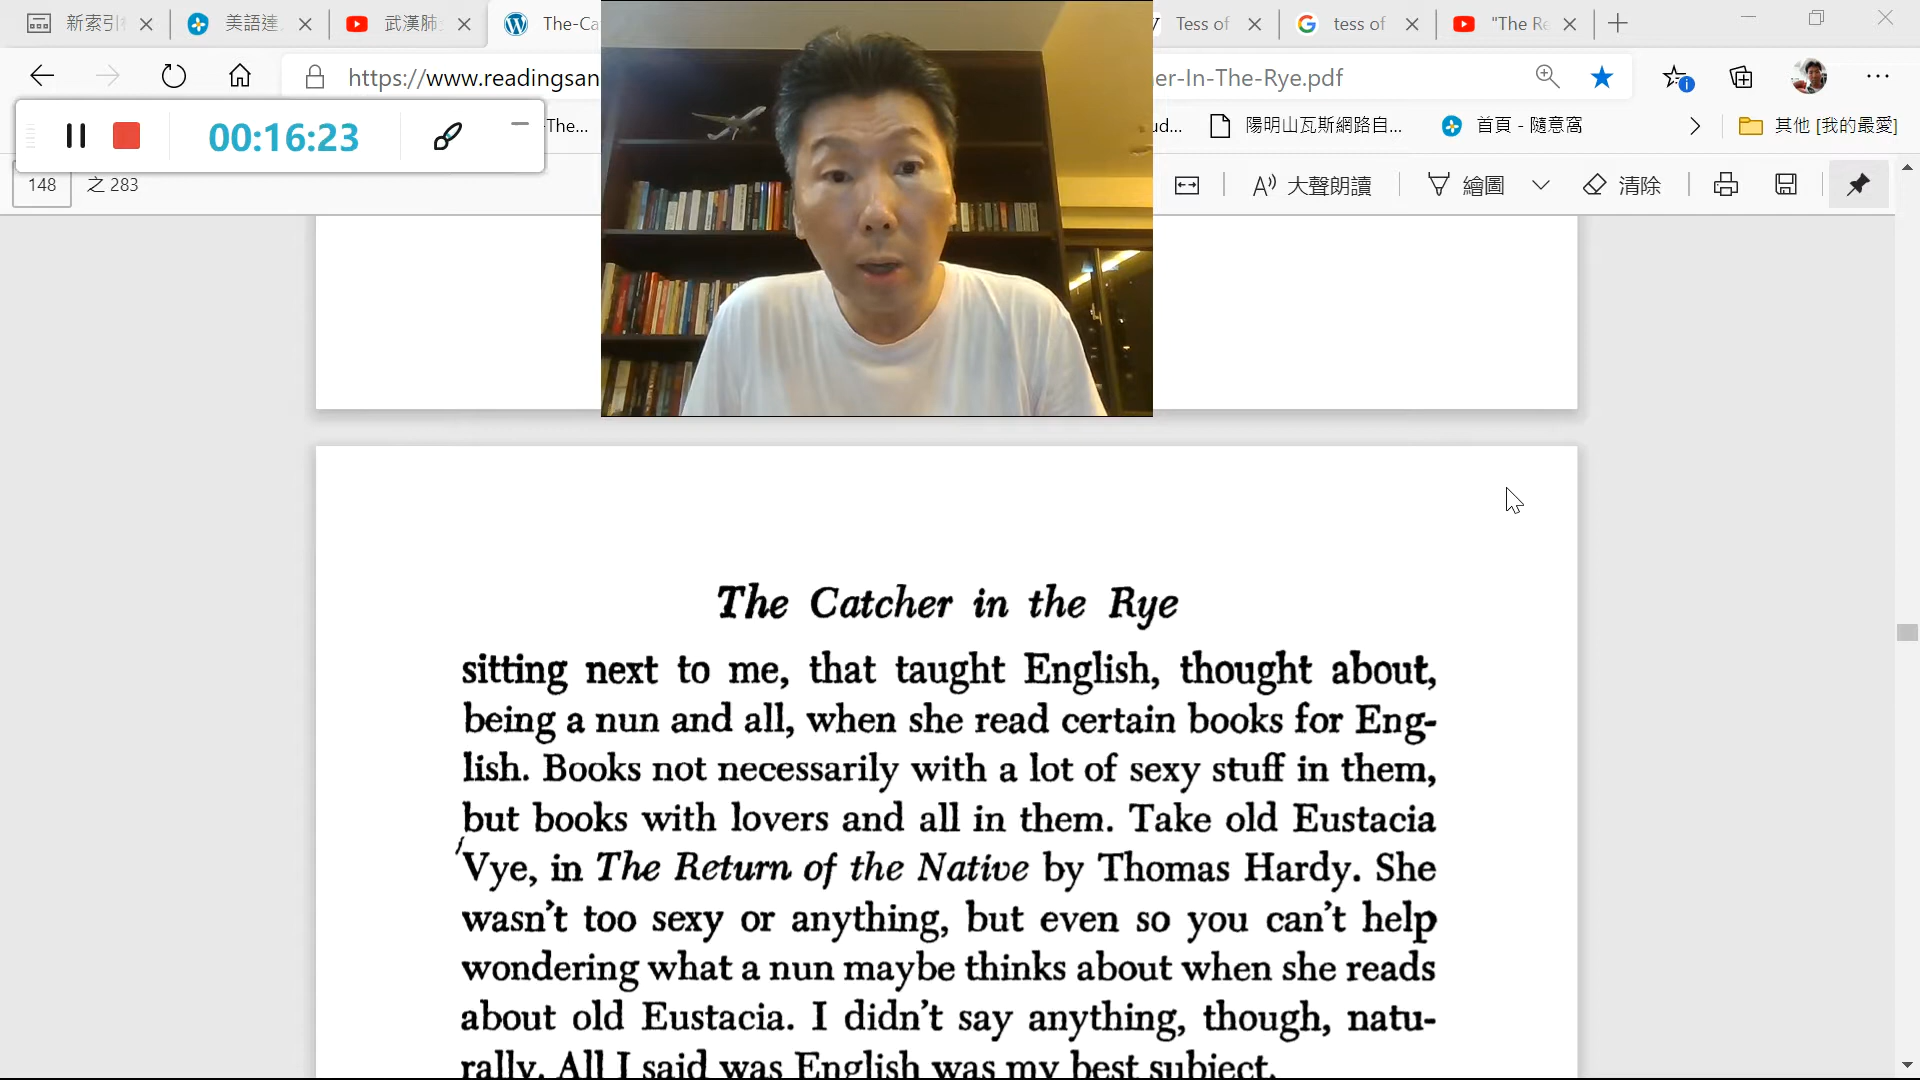 新索引
美語達
武漢肺
The-Ca
Tess of
tess of
"The Re
https://www.readingsan
er-In-The-Rye.pdf
00:16:23
The...
ud...
陽明山瓦斯網路自...
首頁 - 隨意窩
其他 [我的最愛]
148
之 283
大聲朗讀
繪圖
清除
The Catcher in the Rye
sitting next to me, that taught English, thought about,
being a nun and all, when she read certain books for Eng-
lish. Books not necessarily with a lot of sexy stuff in them,
but books with lovers and all in them. Take old Eustacia
Vye, in The Return of the Native by Thomas Hardy. She
wasn't too sexy or anything, but even so you can't help
wondering what a nun maybe thinks about when she reads
about old Eustacia. I didn't say anything, though, natu-
rally. All I said was English was my best subject.